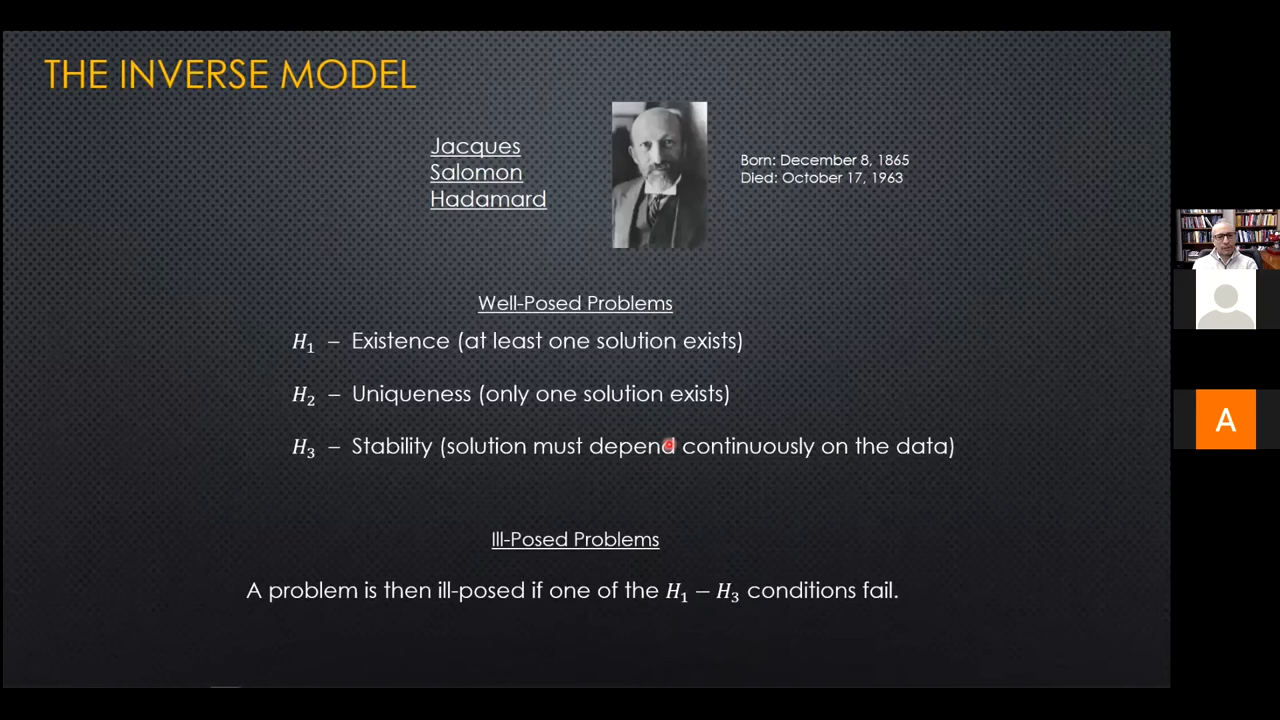 THE INVERSE MODEL
Jacques
Salomon
Hadamard
Born: December 8, 1865
Died: October 17, 1963
Well-Posed Problems
H₁ – Existence (at least one solution exists)
H₂ – Uniqueness (only one solution exists)
H₃ – Stability (solution must depend continuously on the data)
Ill-Posed Problems
A problem is then ill-posed if one of the H₁ – H₃ conditions fail.
A